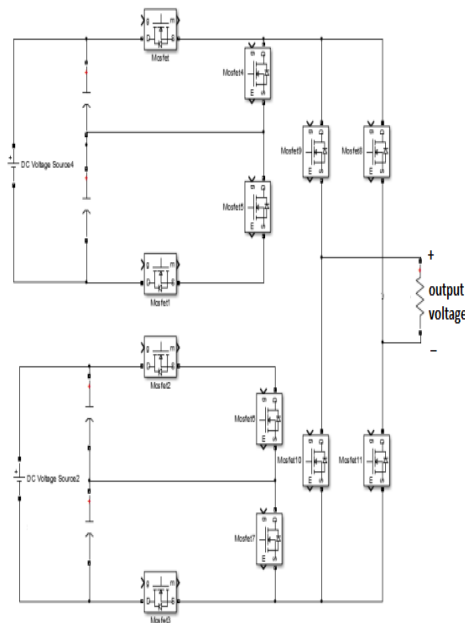 Mosfet
Mosfet4
DC Voltage Source4
Mosfet9
Mosfet8
Mosfet5
+
output
voltage
Mosfet1
−
Mosfet2
Mosfet6
Mosfet10
Mosfet11
DC Voltage Source2
Mosfet7
Mosfet3